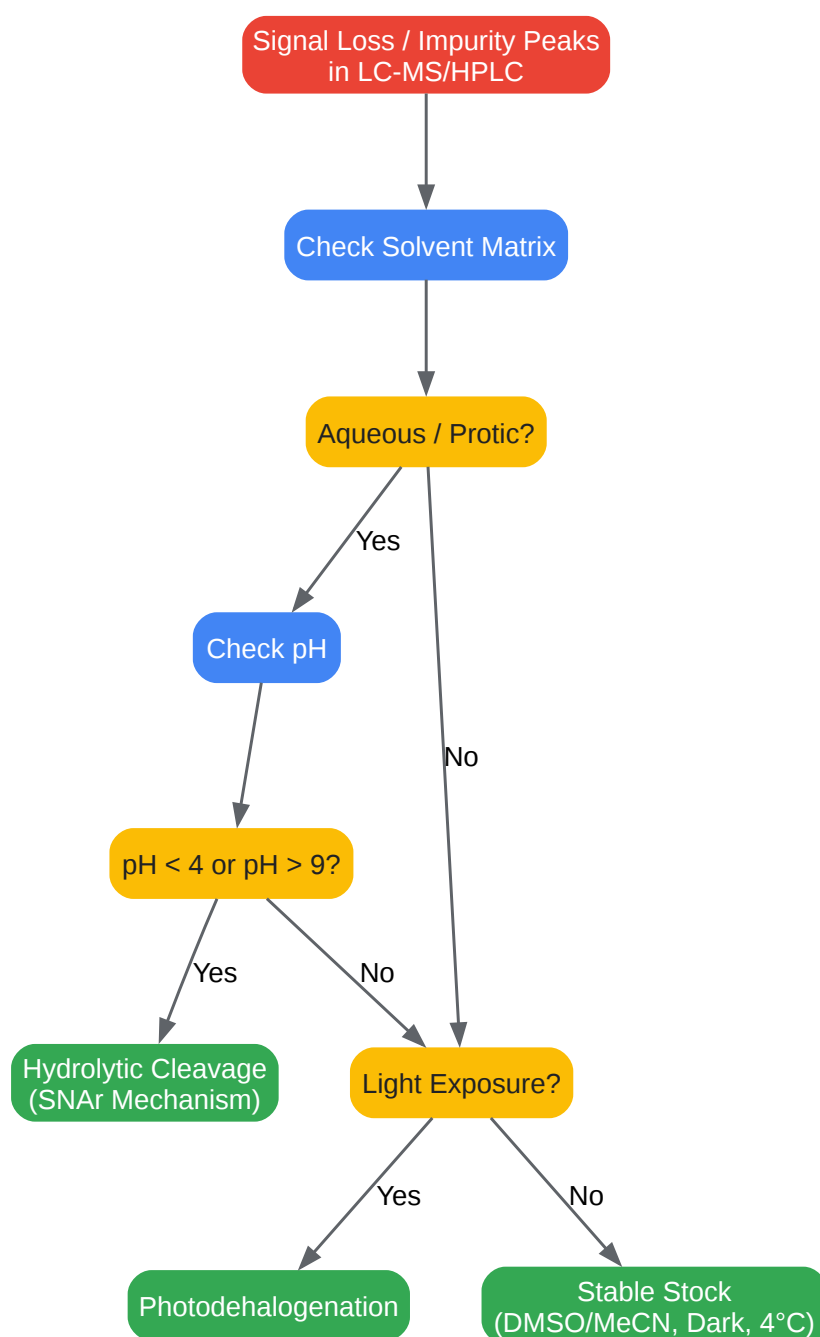 Signal Loss / Impurity Peaks
in LC-MS/HPLC
Check Solvent Matrix
Aqueous / Protic?
Yes
Check pH
No
pH < 4 or pH > 9?
Yes
No
Hydrolytic Cleavage
(SNAr Mechanism)
Light Exposure?
Yes
No
Photodehalogenation
Stable Stock
(DMSO/MeCN, Dark, 4°C)